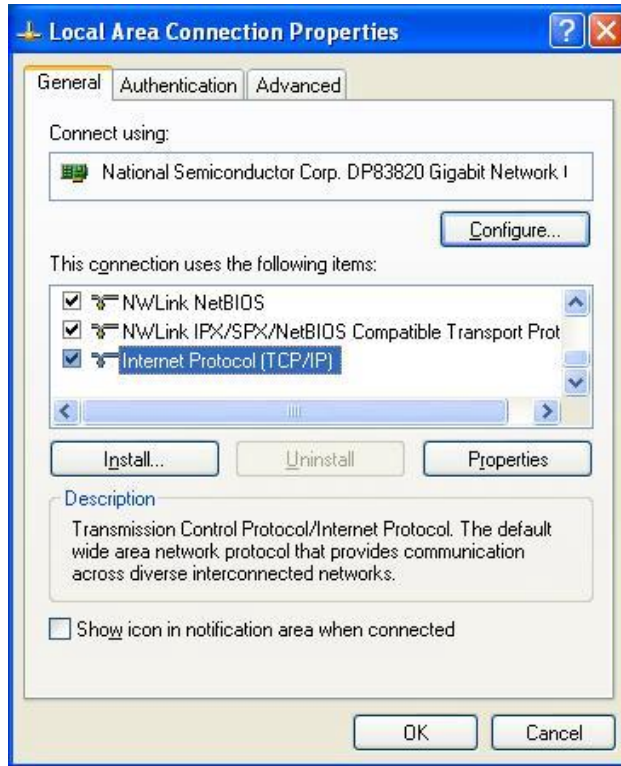 Local Area Connection Properties
General Authentication Advanced
Connect using:
National Semiconductor Corp. DP83820 Gigabit Network
Configure...
This connection uses the following items:
NWLink NetBIOS
NWLink IPX/SPX/NetBIOS Compatible Transport Prot
Internet Protocol (TCP/IP)
Install... Uninstall Properties
Description
Transmission Control Protocol/Internet Protocol. The default
wide area network protocol that provides communication
across diverse interconnected networks.
Show icon in notification area when connected
OK Cancel